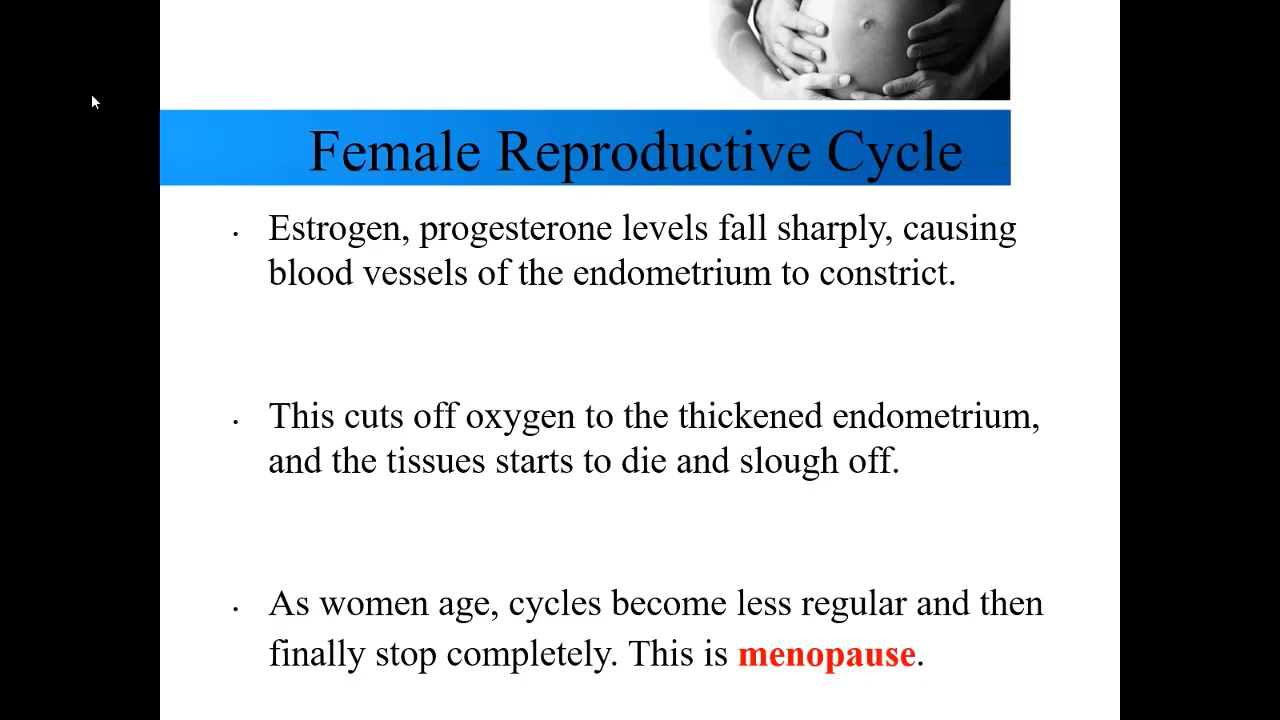 Female Reproductive Cycle
• Estrogen, progesterone levels fall sharply, causing
blood vessels of the endometrium to constrict.
• This cuts off oxygen to the thickened endometrium,
and the tissues starts to die and slough off.
• As women age, cycles become less regular and then
finally stop completely. This is menopause.